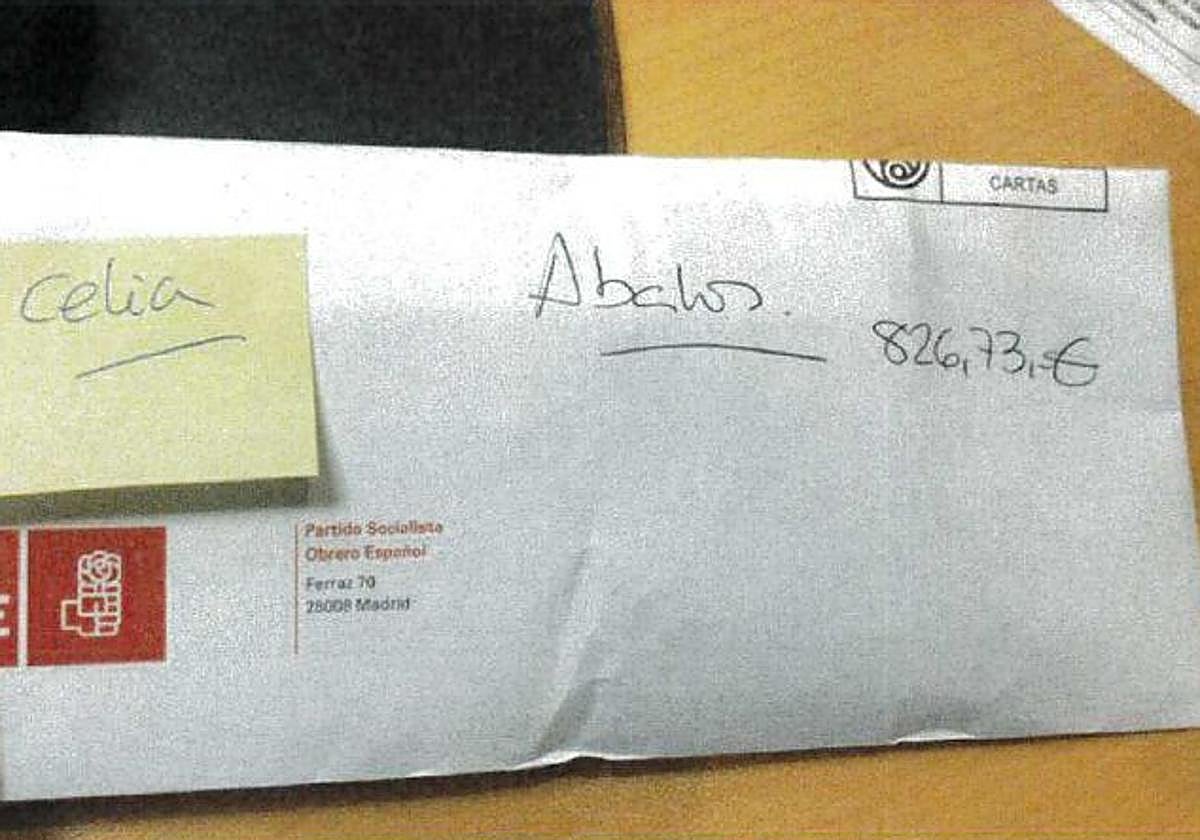 CARTAS
Celia
Abalos.
826,73,-€
E
Partido Socialista
Obrero Español
Ferraz 70
28008 Madrid